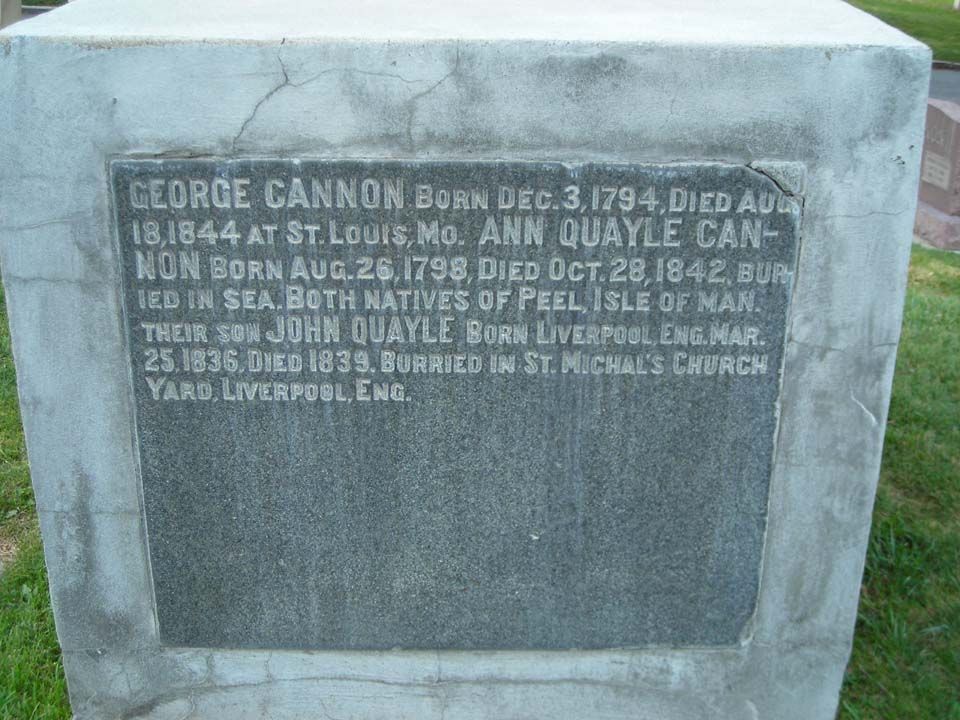 GEORGE CANNON BORN DEC. 3, 1794, DIED AUG.
18, 1844 AT ST. LOUIS, MO. ANN QUAYLE CAN-
NON BORN AUG. 26, 1798, DIED OCT. 28, 1842, BUR-
IED IN SEA. BOTH NATIVES OF PEEL, ISLE OF MAN.
THEIR SON JOHN QUAYLE BORN LIVERPOOL, ENG. MAR.
25, 1836, DIED 1839. BURRIED IN ST. MICHAL'S CHURCH
YARD, LIVERPOOL, ENG.